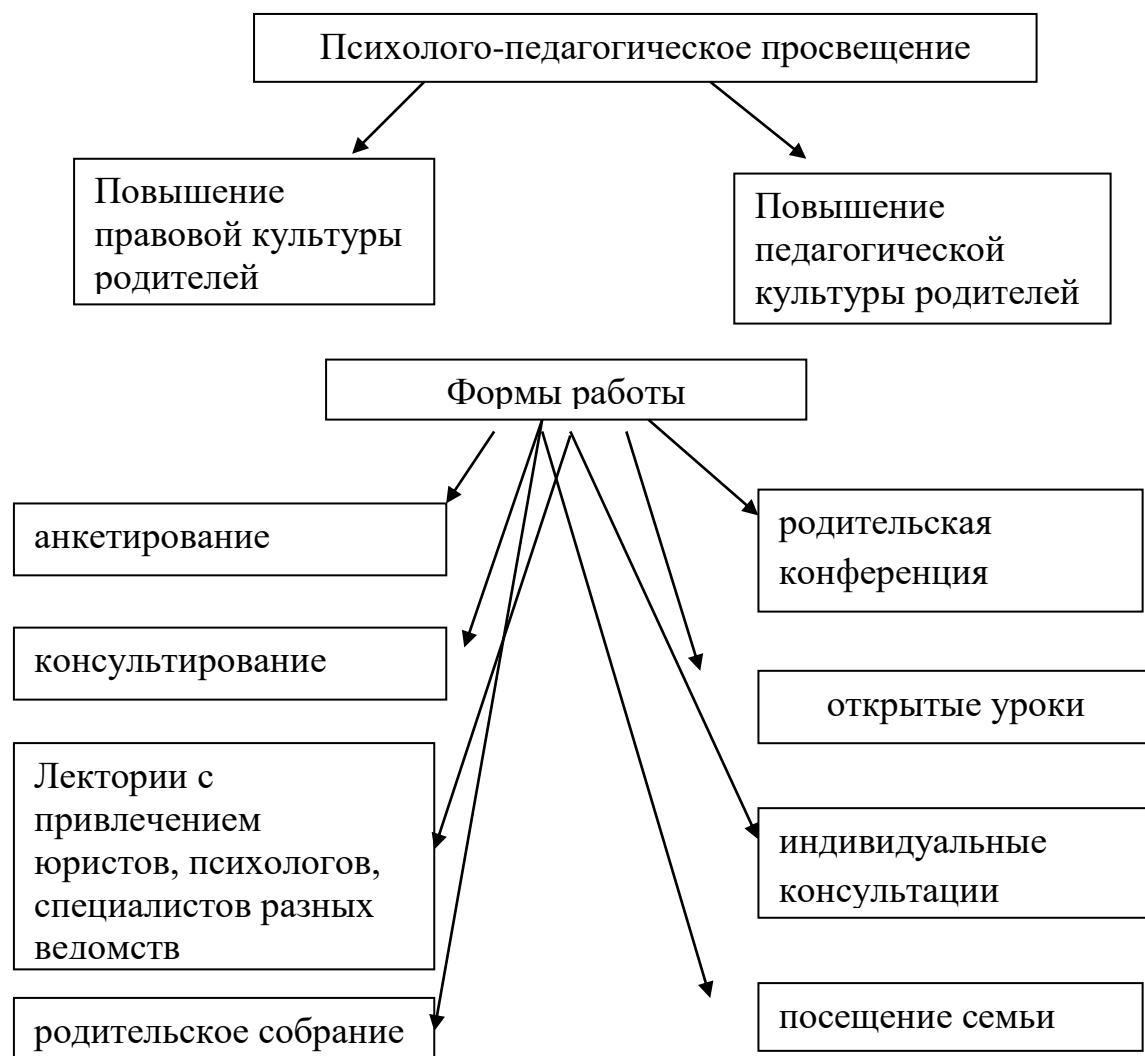 Психолого-педагогическое просвещение
Повышение
правовой культуры
родителей
Повышение
педагогической
культуры родителей
Формы работы
анкетирование
консультирование
Лектории с
привлечением
юристов, психологов,
специалистов разных
ведомств
родительское собрание
родительская
конференция
открытые уроки
индивидуальные
консультации
посещение семьи